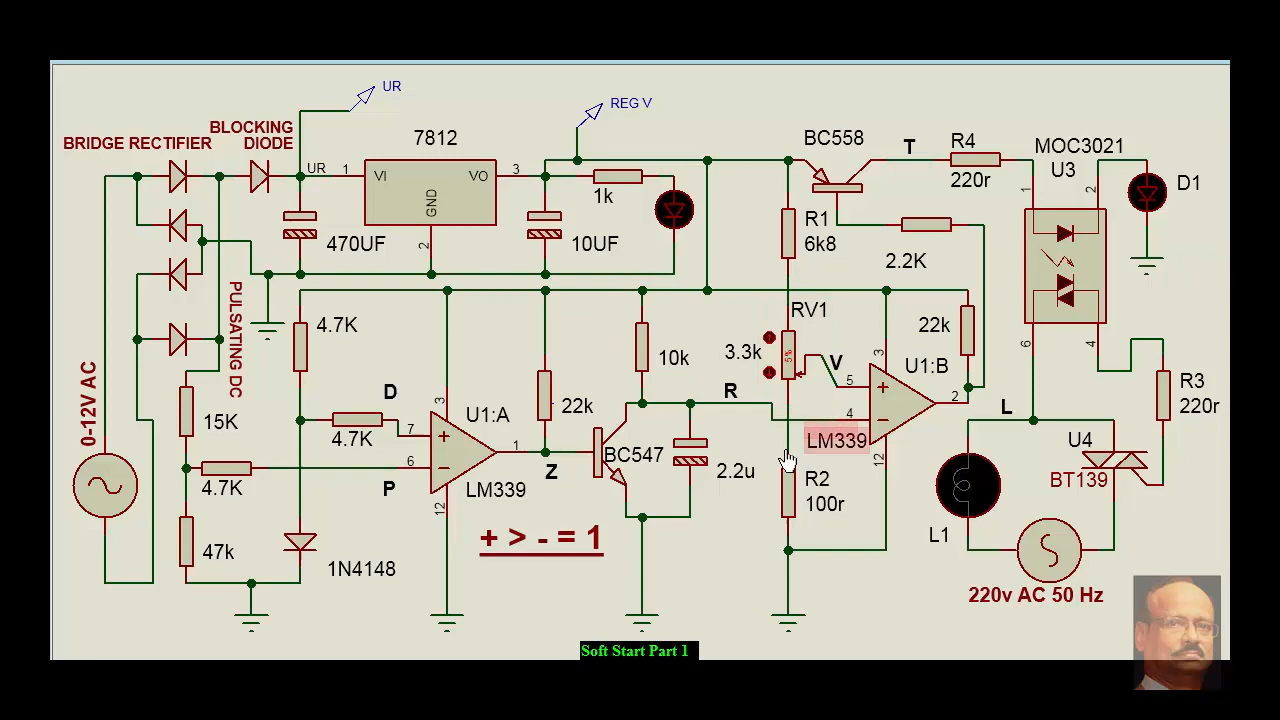 UR
REG V
BRIDGE RECTIFIER
BLOCKING
DIODE
7812
BC558
T
R4
220r
MOC3021
U3
UR
1
VI
VO
3
GND
2
1k
470UF
10UF
R1
6k8
2.2K
1
2
D1
6
4
PULSATING DC
4.7K
10k
RV1
3.3k
5%
22k
0-12V AC
15K
D
4.7K
7
6
3
U1:A
1
12
LM339
22k
Z
BC547
R
2.2u
V
5
4
3
U1:B
2
12
LM339
L
R3
220r
U4
BT139
4.7K
P
47k
1N4148
+ > - = 1
R2
100r
L1
220v AC 50 Hz
Soft Start Part 1